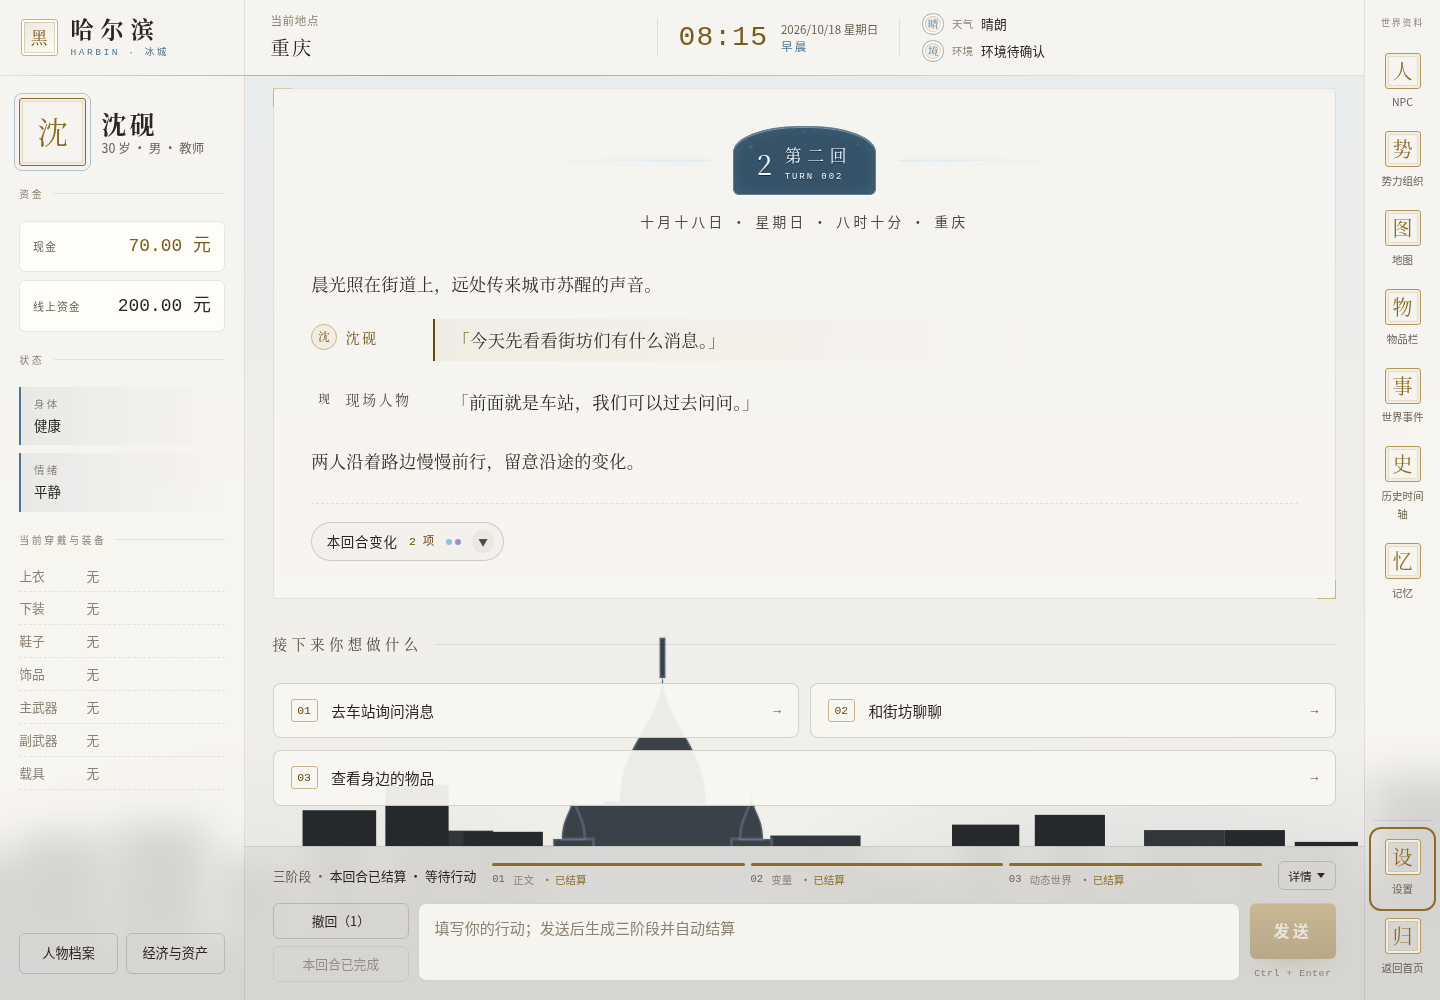 黑
哈尔滨
HARBIN · 冰城
当前地点
重庆
08:15
2026/10/18 星期日
早晨
晴 天气 晴朗
境 环境 环境待确认
沈
沈砚
30 岁 • 男 • 教师
资金
现金 70.00 元
线上资金 200.00 元
状态
身体
健康
情绪
平静
当前穿戴与装备
上衣 无
下装 无
鞋子 无
饰品 无
主武器 无
副武器 无
载具 无
人物档案 经济与资产
2 第二回
TURN 002
十月十八日 • 星期日 • 八时十分 • 重庆
晨光照在街道上，远处传来城市苏醒的声音。
沈 沈砚 「今天先看看街坊们有什么消息。」
现 现场人物 「前面就是车站，我们可以过去问问。」
两人沿着路边慢慢前行，留意沿途的变化。
本回合变化 2 项 ▼
接下来你想做什么
01 去车站询问消息 →
02 和街坊聊聊 →
03 查看身边的物品 →
三阶段 • 本回合已结算 • 等待行动
01 正文 • 已结算
02 变量 • 已结算
03 动态世界 • 已结算
详情 ▼
撤回（1）
本回合已完成
填写你的行动；发送后生成三阶段并自动结算
发送
Ctrl + Enter
世界资料
人
NPC
势
势力组织
图
地图
物
物品栏
事
世界事件
史
历史时间
轴
忆
记忆
设
设置
归
返回首页